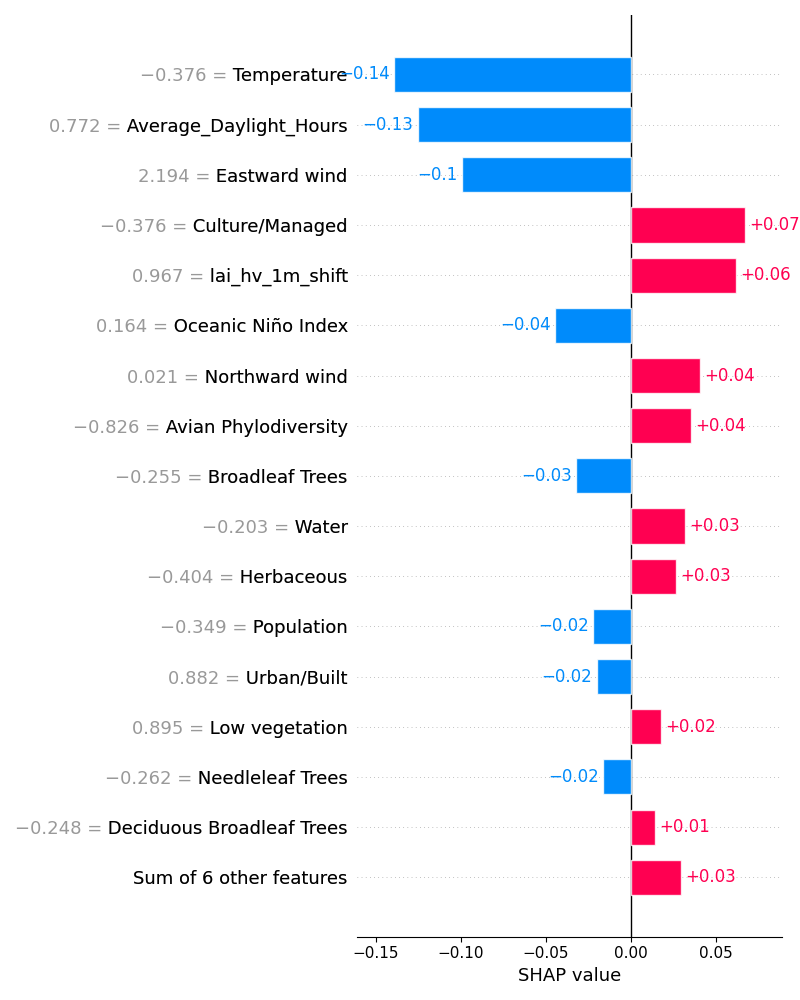 −0.376 = Temperature −0.14
0.772 = Average_Daylight_Hours −0.13
2.194 = Eastward wind −0.1
−0.376 = Culture/Managed +0.07
0.967 = lai_hv_1m_shift +0.06
0.164 = Oceanic Niño Index −0.04
0.021 = Northward wind +0.04
−0.826 = Avian Phylodiversity +0.04
−0.255 = Broadleaf Trees −0.03
−0.203 = Water +0.03
−0.404 = Herbaceous +0.03
−0.349 = Population −0.02
0.882 = Urban/Built −0.02
0.895 = Low vegetation +0.02
−0.262 = Needleleaf Trees −0.02
−0.248 = Deciduous Broadleaf Trees +0.01
Sum of 6 other features +0.03
−0.15 −0.10 −0.05 0.00 0.05
SHAP value